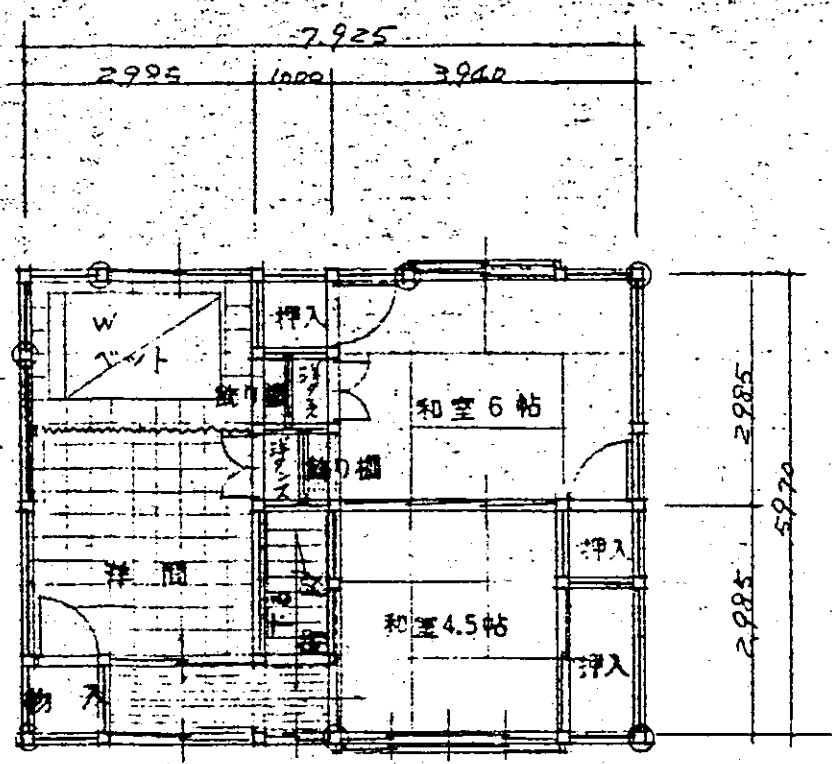 7.925
2985
1000
3940
W
ベット
押入
洋ダンス
飾り棚
和室6帖
洋ダンス
飾り棚
2985
5970
押入
洋間
和室4.5帖
2,985
押入
物入